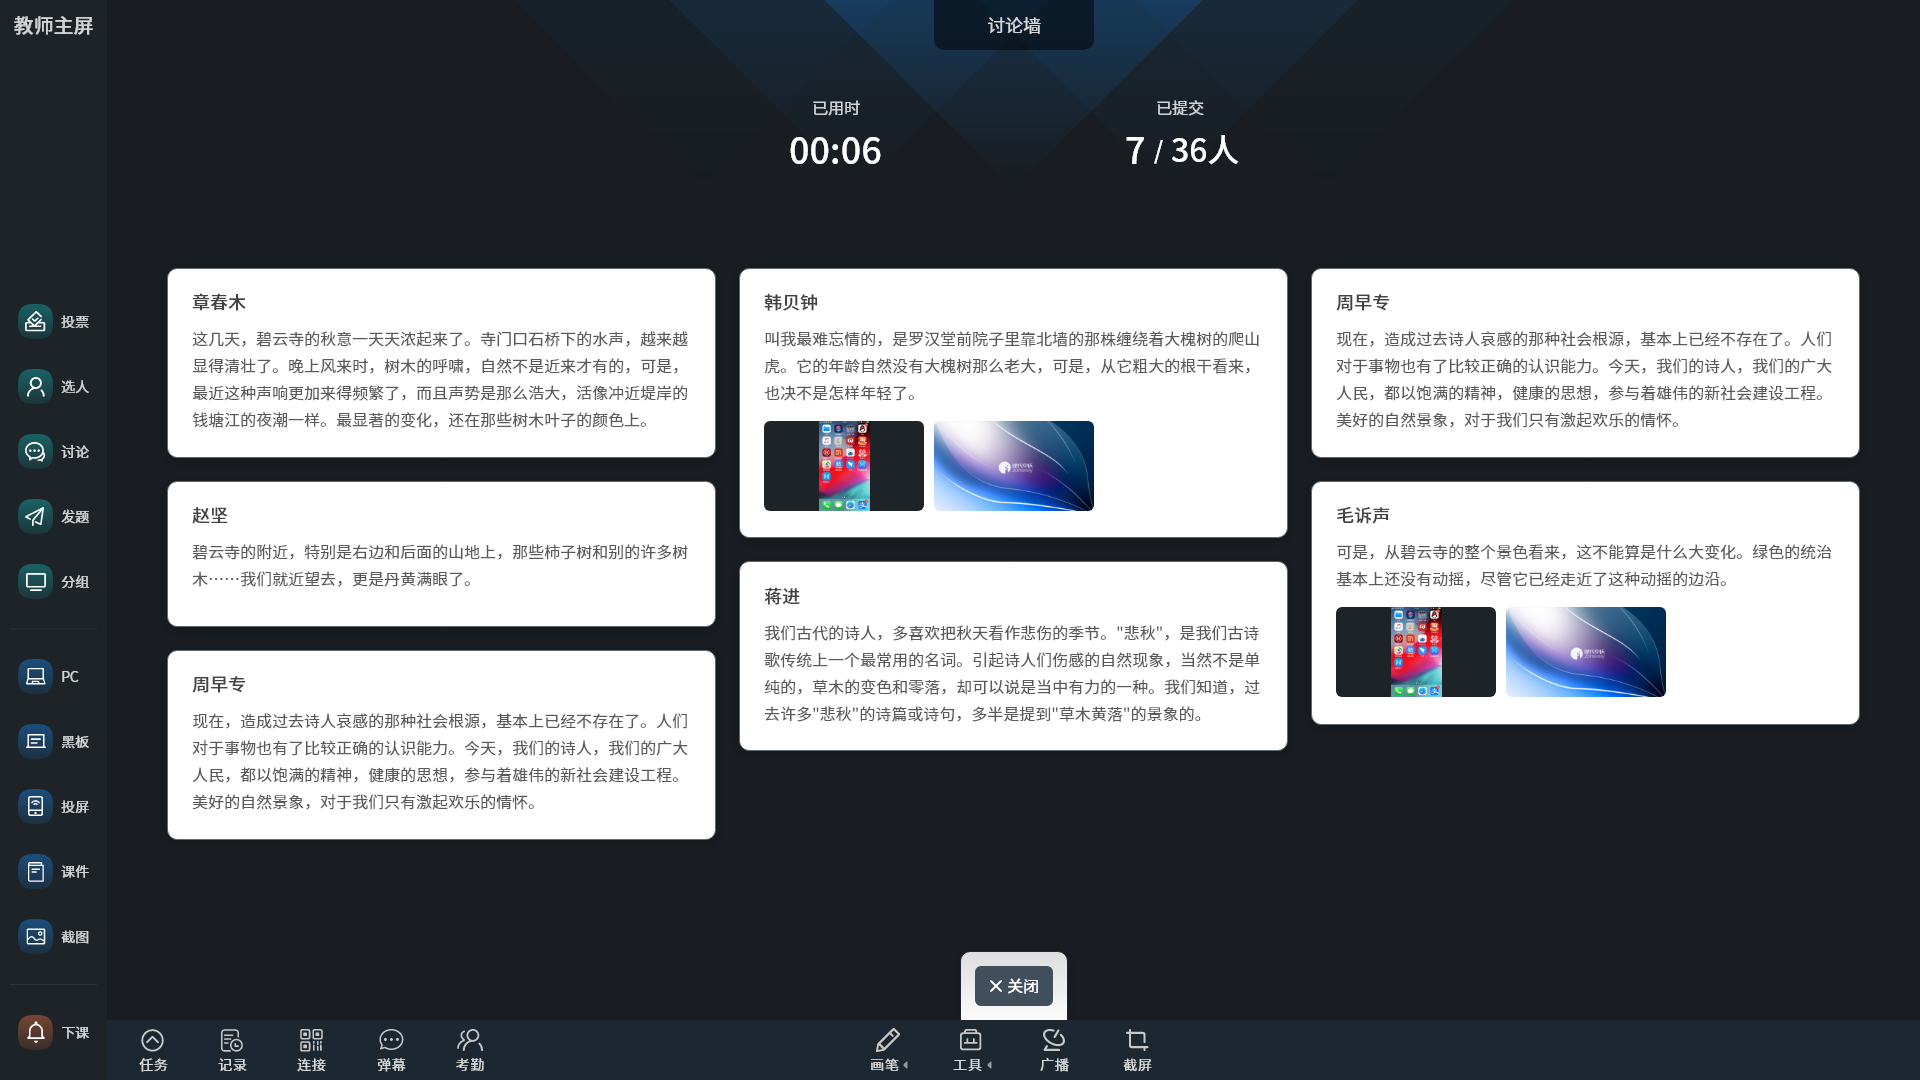 教师主屏
讨论墙
已用时
00:06
已提交
7 / 36人
投票
选人
讨论
发题
分组
PC
黑板
投屏
课件
截图
下课
章春木
这几天，碧云寺的秋意一天天浓起来了。寺门口石桥下的水声，越来越
显得清壮了。晚上风来时，树木的呼啸，自然不是近来才有的，可是，
最近这种声响更加来得频繁了，而且声势是那么浩大，活像冲近堤岸的
钱塘江的夜潮一样。最显著的变化，还在那些树木叶子的颜色上。
赵坚
碧云寺的附近，特别是右边和后面的山地上，那些柿子树和别的许多树
木……我们就近望去，更是丹黄满眼了。
周早专
现在，造成过去诗人哀感的那种社会根源，基本上已经不存在了。人们
对于事物也有了比较正确的认识能力。今天，我们的诗人，我们的广大
人民，都以饱满的精神，健康的思想，参与着雄伟的新社会建设工程。
美好的自然景象，对于我们只有激起欢乐的情怀。
韩贝钟
叫我最难忘情的，是罗汉堂前院子里靠北墙的那株缠绕着大槐树的爬山
虎。它的年龄自然没有大槐树那么老大，可是，从它粗大的根干看来，
也决不是怎样年轻了。
蒋进
我们古代的诗人，多喜欢把秋天看作悲伤的季节。"悲秋"，是我们古诗
歌传统上一个最常用的名词。引起诗人们伤感的自然现象，当然不是单
纯的，草木的变色和零落，却可以说是当中有力的一种。我们知道，过
去许多"悲秋"的诗篇或诗句，多半是提到"草木黄落"的景象的。
周早专
现在，造成过去诗人哀感的那种社会根源，基本上已经不存在了。人们
对于事物也有了比较正确的认识能力。今天，我们的诗人，我们的广大
人民，都以饱满的精神，健康的思想，参与着雄伟的新社会建设工程。
美好的自然景象，对于我们只有激起欢乐的情怀。
毛诉声
可是，从碧云寺的整个景色看来，这不能算是什么大变化。绿色的统治
基本上还没有动摇，尽管它已经走近了这种动摇的边沿。
关闭
任务
记录
连接
弹幕
考勤
画笔
工具
广播
截屏